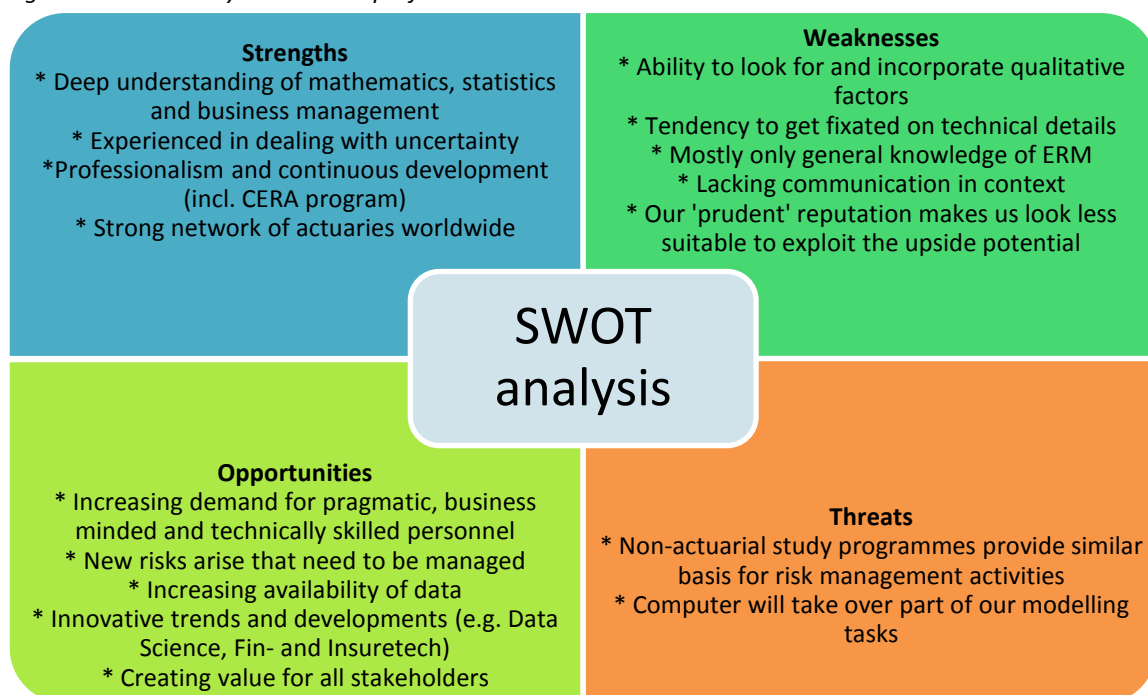 Strengths
* Deep understanding of mathematics, statistics
and business management
* Experienced in dealing with uncertainty
*Professionalism and continuous development
(incl. CERA program)
* Strong network of actuaries worldwide
Weaknesses
* Ability to look for and incorporate qualitative
factors
* Tendency to get fixated on technical details
* Mostly only general knowledge of ERM
* Lacking communication in context
* Our 'prudent' reputation makes us look less
suitable to exploit the upside potential
SWOT
analysis
Opportunities
* Increasing demand for pragmatic, business
minded and technically skilled personnel
* New risks arise that need to be managed
* Increasing availability of data
* Innovative trends and developments (e.g. Data
Science, Fin- and Insuretech)
* Creating value for all stakeholders
Threats
* Non-actuarial study programmes provide similar
basis for risk management activities
* Computer will take over part of our modelling
tasks